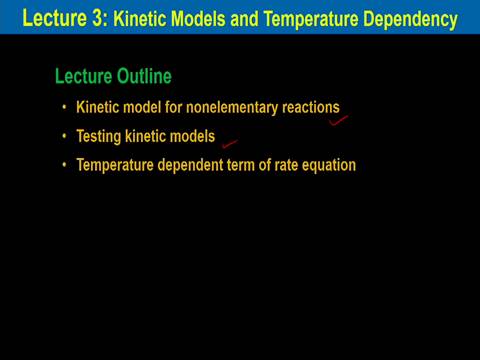 Lecture 3: Kinetic Models and Temperature Dependency
Lecture Outline
• Kinetic model for nonelementary reactions
• Testing kinetic models
• Temperature dependent term of rate equation